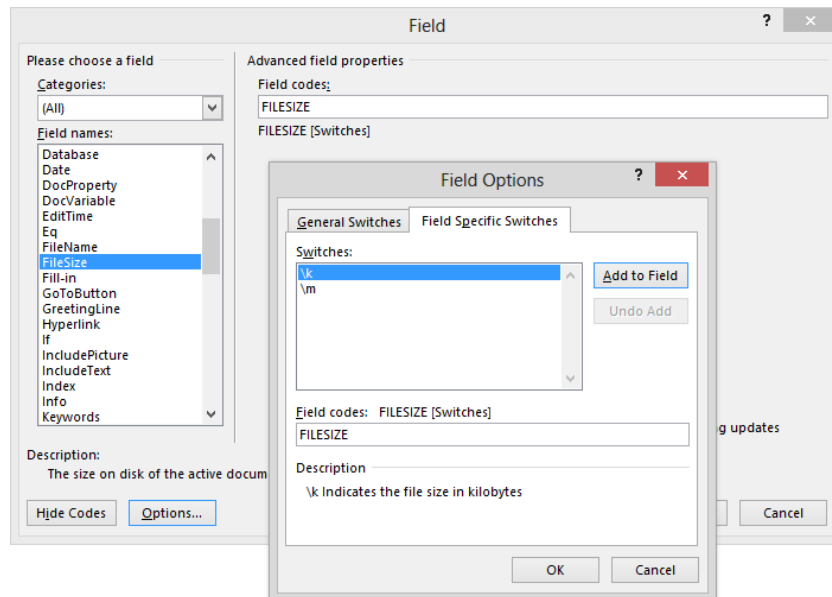 Field
?
Please choose a field
Categories:
(All)
Field names:
Database
Date
DocProperty
DocVariable
EditTime
Eq
FileName
FileSize
Fill-in
GoToButton
GreetingLine
Hyperlink
If
IncludePicture
IncludeText
Index
Info
Keywords
Advanced field properties
Field codes:
FILESIZE
FILESIZE [Switches]
Description:
The size on disk of the active docum
Hide Codes
Options...
g updates
Cancel
Field Options
?
General Switches
Field Specific Switches
Switches:
\k
\m
Add to Field
Undo Add
Field codes: FILESIZE [Switches]
FILESIZE
Description
\k Indicates the file size in kilobytes
OK
Cancel